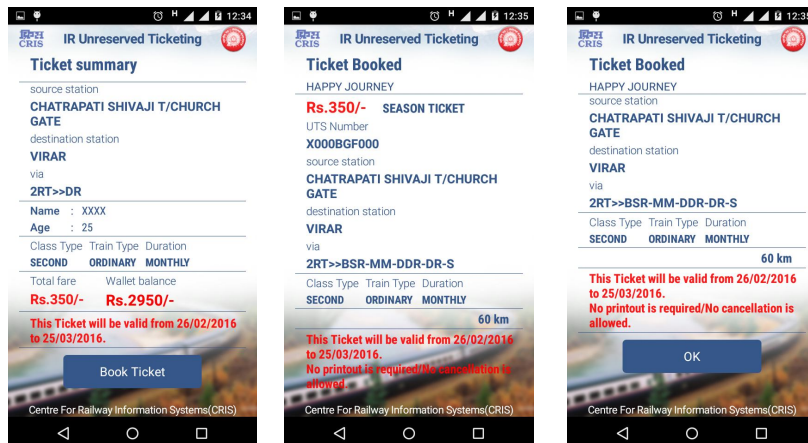 H 12:34
क्रिस
CRIS
IR Unreserved Ticketing
Ticket summary
source station
CHATRAPATI SHIVAJI T/CHURCH
GATE
destination station
VIRAR
via
2RT>>DR
Name : XXXX
Age : 25
Class Type Train Type Duration
SECOND ORDINARY MONTHLY
Total fare Wallet balance
Rs.350/- Rs.2950/-
This Ticket will be valid from 26/02/2016
to 25/03/2016.
Book Ticket
Centre For Railway Information Systems(CRIS)
H 12:35
क्रिस
CRIS
IR Unreserved Ticketing
Ticket Booked
HAPPY JOURNEY
Rs.350/- SEASON TICKET
UTS Number
X000BGF000
source station
CHATRAPATI SHIVAJI T/CHURCH
GATE
destination station
VIRAR
via
2RT>>BSR-MM-DDR-DR-S
Class Type Train Type Duration
SECOND ORDINARY MONTHLY
60 km
This Ticket will be valid from 26/02/2016
to 25/03/2016.
No printout is required/No cancellation is
allowed.
Centre For Railway Information Systems(CRIS)
H 12:35
क्रिस
CRIS
IR Unreserved Ticketing
Ticket Booked
HAPPY JOURNEY
source station
CHATRAPATI SHIVAJI T/CHURCH
GATE
destination station
VIRAR
via
2RT>>BSR-MM-DDR-DR-S
Class Type Train Type Duration
SECOND ORDINARY MONTHLY
60 km
This Ticket will be valid from 26/02/2016
to 25/03/2016.
No printout is required/No cancellation is
allowed.
OK
Centre For Railway Information Systems(CRIS)